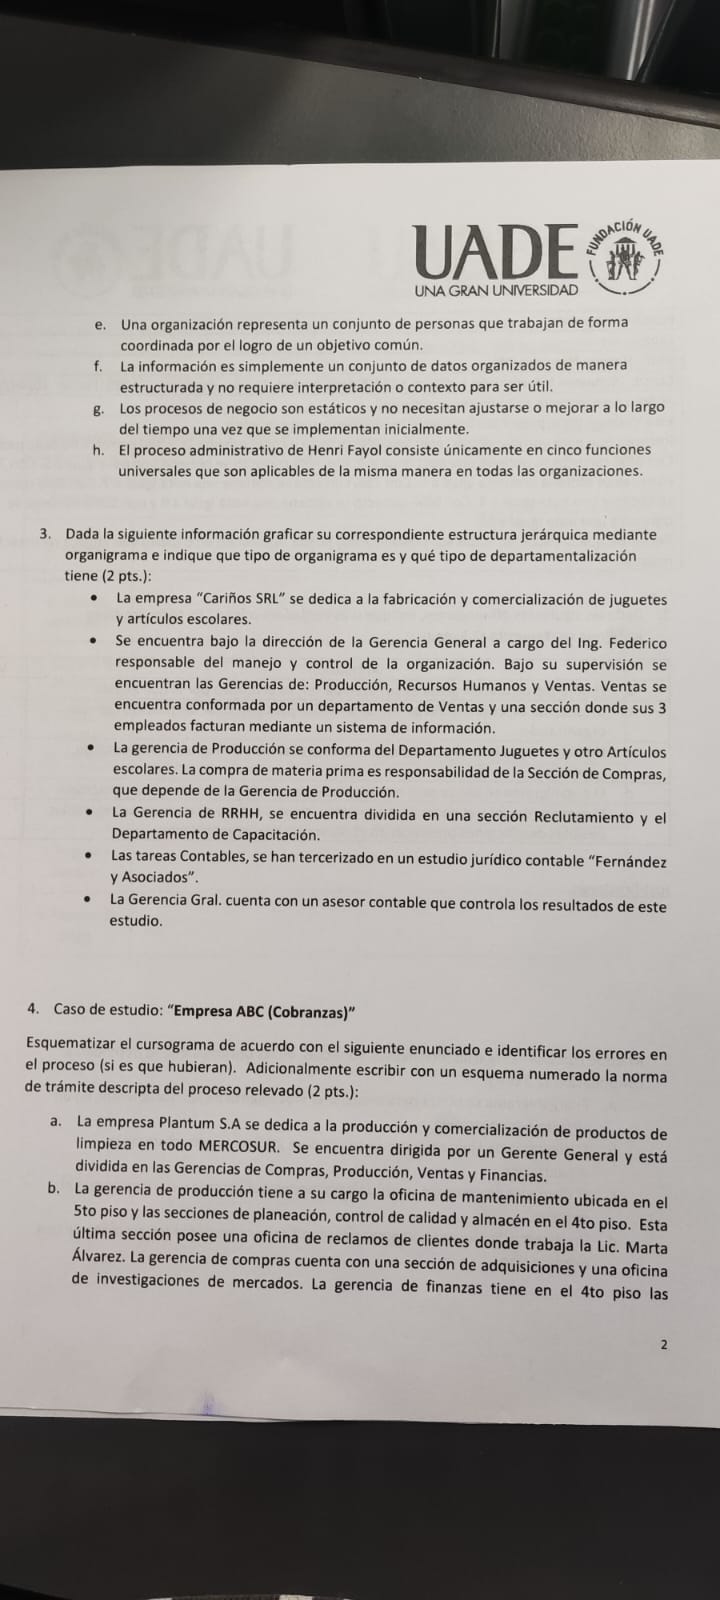 UADE
UNA GRAN UNIVERSIDAD
FUNDACIÓN UADE
e. Una organización representa un conjunto de personas que trabajan de forma
coordinada por el logro de un objetivo común.
f. La información es simplemente un conjunto de datos organizados de manera
estructurada y no requiere interpretación o contexto para ser útil.
g. Los procesos de negocio son estáticos y no necesitan ajustarse o mejorar a lo largo
del tiempo una vez que se implementan inicialmente.
h. El proceso administrativo de Henri Fayol consiste únicamente en cinco funciones
universales que son aplicables de la misma manera en todas las organizaciones.
3. Dada la siguiente información graficar su correspondiente estructura jerárquica mediante
organigrama e indique que tipo de organigrama es y qué tipo de departamentalización
tiene (2 pts.):
• La empresa “Cariños SRL” se dedica a la fabricación y comercialización de juguetes
y artículos escolares.
• Se encuentra bajo la dirección de la Gerencia General a cargo del Ing. Federico
responsable del manejo y control de la organización. Bajo su supervisión se
encuentran las Gerencias de: Producción, Recursos Humanos y Ventas. Ventas se
encuentra conformada por un departamento de Ventas y una sección donde sus 3
empleados facturan mediante un sistema de información.
• La gerencia de Producción se conforma del Departamento Juguetes y otro Artículos
escolares. La compra de materia prima es responsabilidad de la Sección de Compras,
que depende de la Gerencia de Producción.
• La Gerencia de RRHH, se encuentra dividida en una sección Reclutamiento y el
Departamento de Capacitación.
• Las tareas Contables, se han tercerizado en un estudio jurídico contable “Fernández
y Asociados”.
• La Gerencia Gral. cuenta con un asesor contable que controla los resultados de este
estudio.
4. Caso de estudio: “Empresa ABC (Cobranzas)”
Esquematizar el cursograma de acuerdo con el siguiente enunciado e identificar los errores en
el proceso (si es que hubieran). Adicionalmente escribir con un esquema numerado la norma
de trámite descripta del proceso relevado (2 pts.):
a. La empresa Plantum S.A se dedica a la producción y comercialización de productos de
limpieza en todo MERCOSUR. Se encuentra dirigida por un Gerente General y está
dividida en las Gerencias de Compras, Producción, Ventas y Financias.
b. La gerencia de producción tiene a su cargo la oficina de mantenimiento ubicada en el
5to piso y las secciones de planeación, control de calidad y almacén en el 4to piso. Esta
última sección posee una oficina de reclamos de clientes donde trabaja la Lic. Marta
Álvarez. La gerencia de compras cuenta con una sección de adquisiciones y una oficina
de investigaciones de mercados. La gerencia de finanzas tiene en el 4to piso las
2